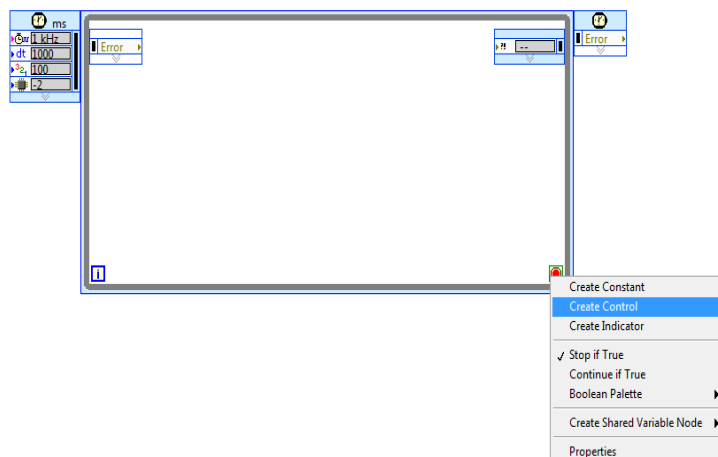 ms
1 kHz
dt 1000
100
-2
Error
?! --
Error
i
Create Constant
Create Control
Create Indicator
✓ Stop if True
Continue if True
Boolean Palette
Create Shared Variable Node
Properties